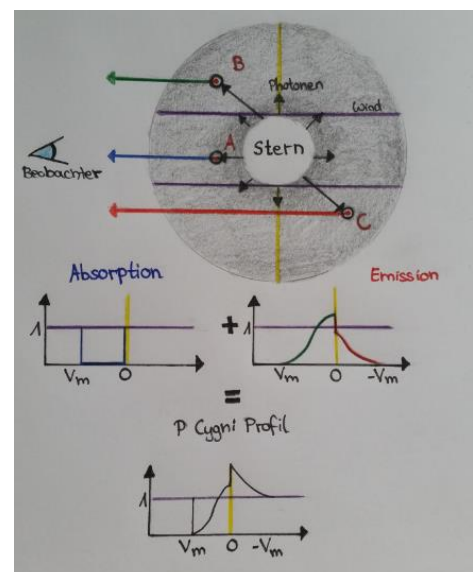 B
Photonen
Wind
A
Stern
Beobachter
C
Absorption
Emission
1
Vm
0
+
1
Vm
0
-Vm
=
P Cygni Profil
1
Vm
0
-Vm